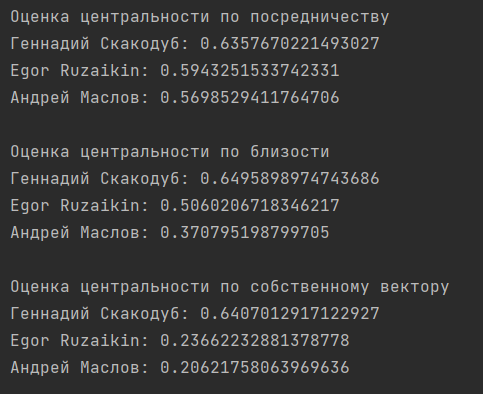 Оценка центральности по посредничеству
Геннадий Скакодуб: 0.6357670221493027
Egor Ruzaikin: 0.5943251533742331
Андрей Маслов: 0.5698529411764706
Оценка центральности по близости
Геннадий Скакодуб: 0.6495898974743686
Egor Ruzaikin: 0.5060206718346217
Андрей Маслов: 0.370795198799705
Оценка центральности по собственному вектору
Геннадий Скакодуб: 0.6407012917122927
Egor Ruzaikin: 0.23662232881378778
Андрей Маслов: 0.20621758063969636